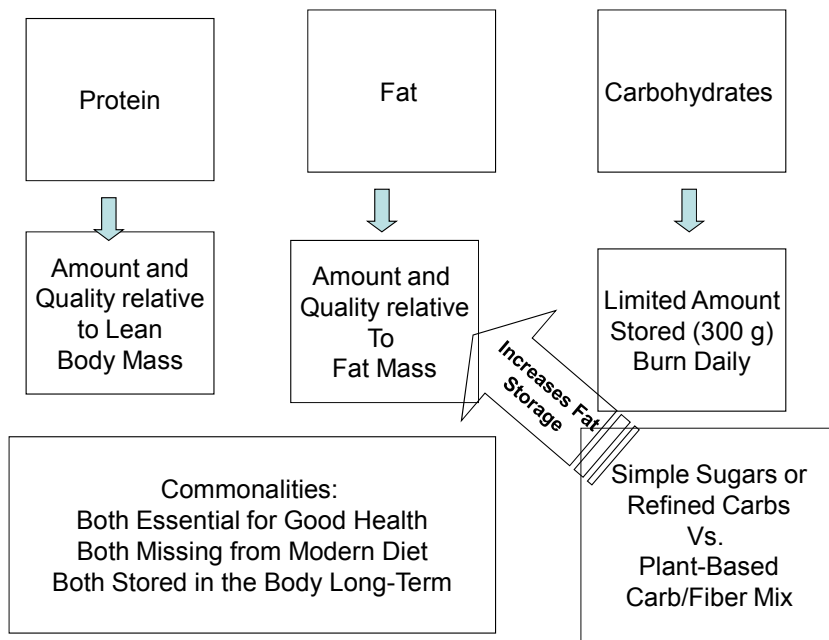 Protein
Fat
Carbohydrates
Amount and
Quality relative
to Lean
Body Mass
Amount and
Quality relative
To
Fat Mass
Limited Amount
Stored (300 g)
Burn Daily
Increases Fat
Storage
Commonalities:
Both Essential for Good Health
Both Missing from Modern Diet
Both Stored in the Body Long-Term
Simple Sugars or
Refined Carbs
Vs.
Plant-Based
Carb/Fiber Mix